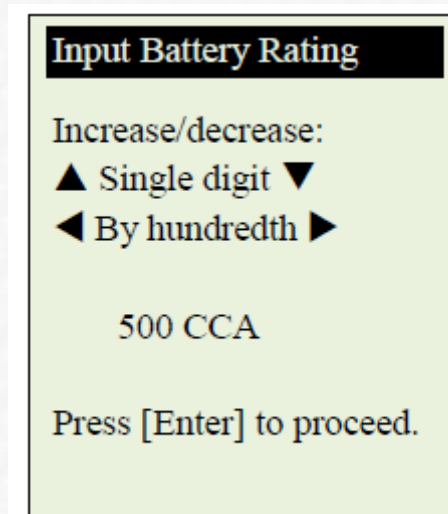 Input Battery Rating
Increase/decrease:
▲ Single digit ▼
◀ By hundredth ▶
500 CCA
Press [Enter] to proceed.